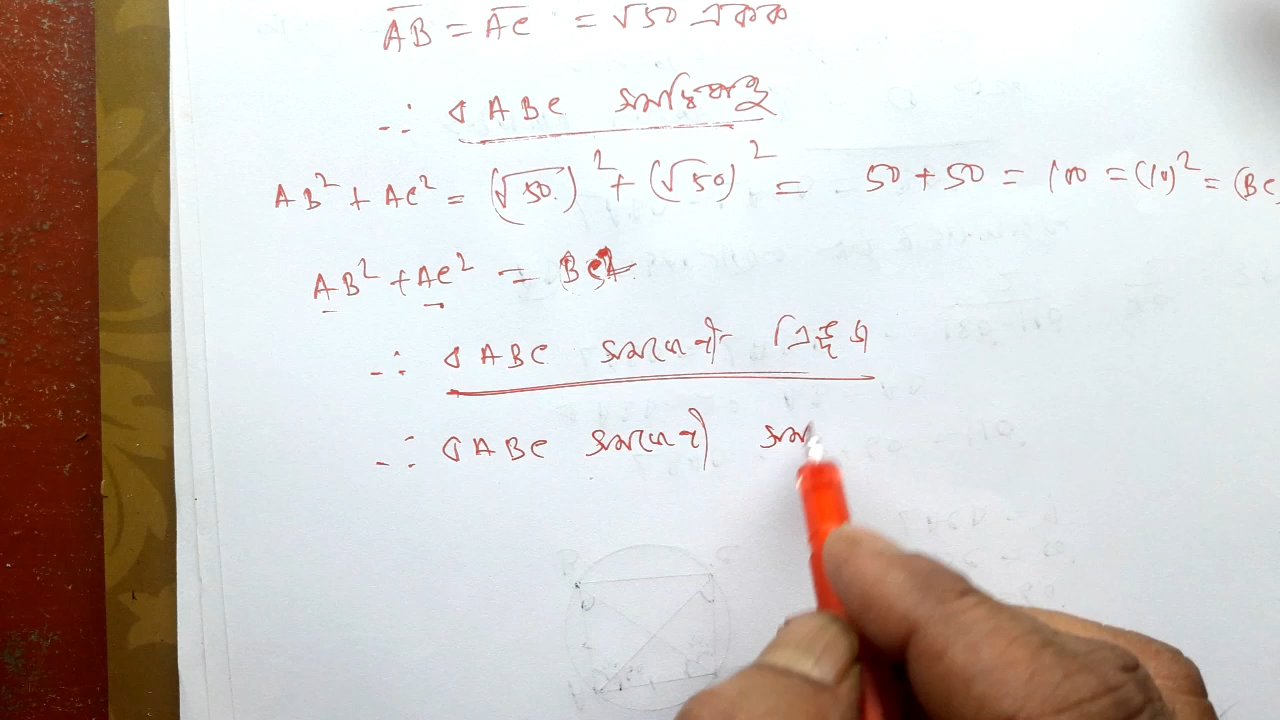 AB = AC = √50 একক
∴ △ABC সমদ্বিবাহু
AB² + AC² = (√50)² + (√50)² = 50 + 50 = 100 = (10)² = (BC
AB² + AC² = BC²
∴ △ABC সমকোণী ত্রিভুজ
∴ △ABC সমকোণী সম